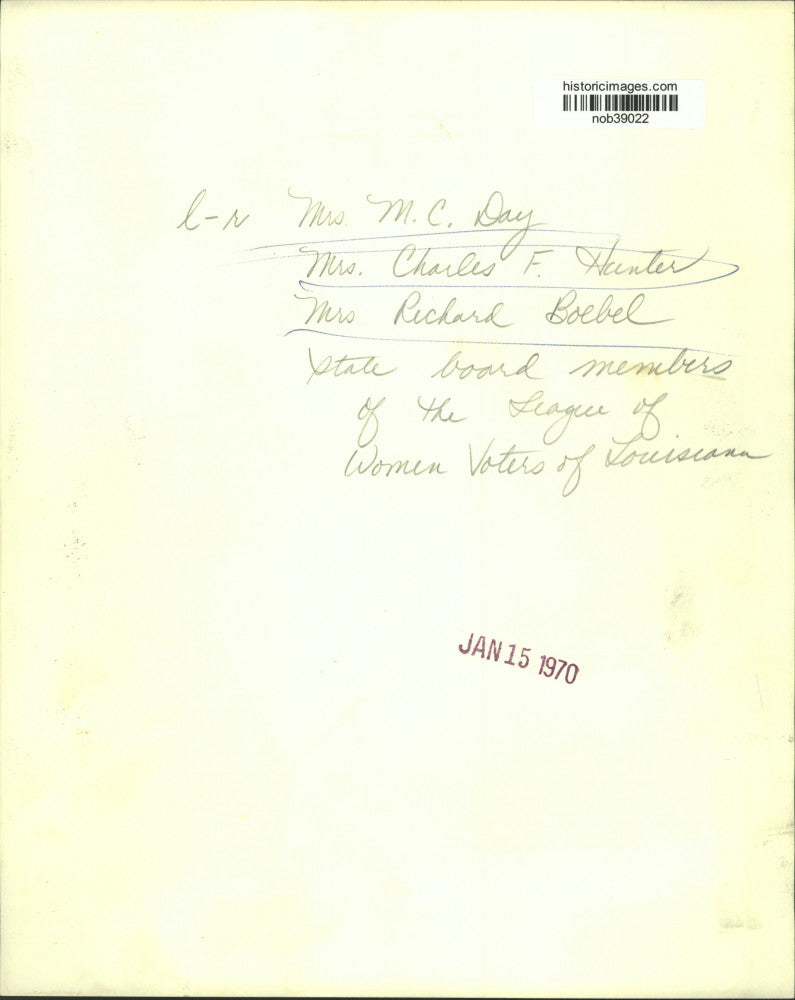 historicimages.com
nob39022
l-r Mrs. M.C. Day
Mrs. Charles F. Hunter
Mrs Richard Boebel
State board members
of the League of
Women Voters of Louisiana
JAN 15 1970